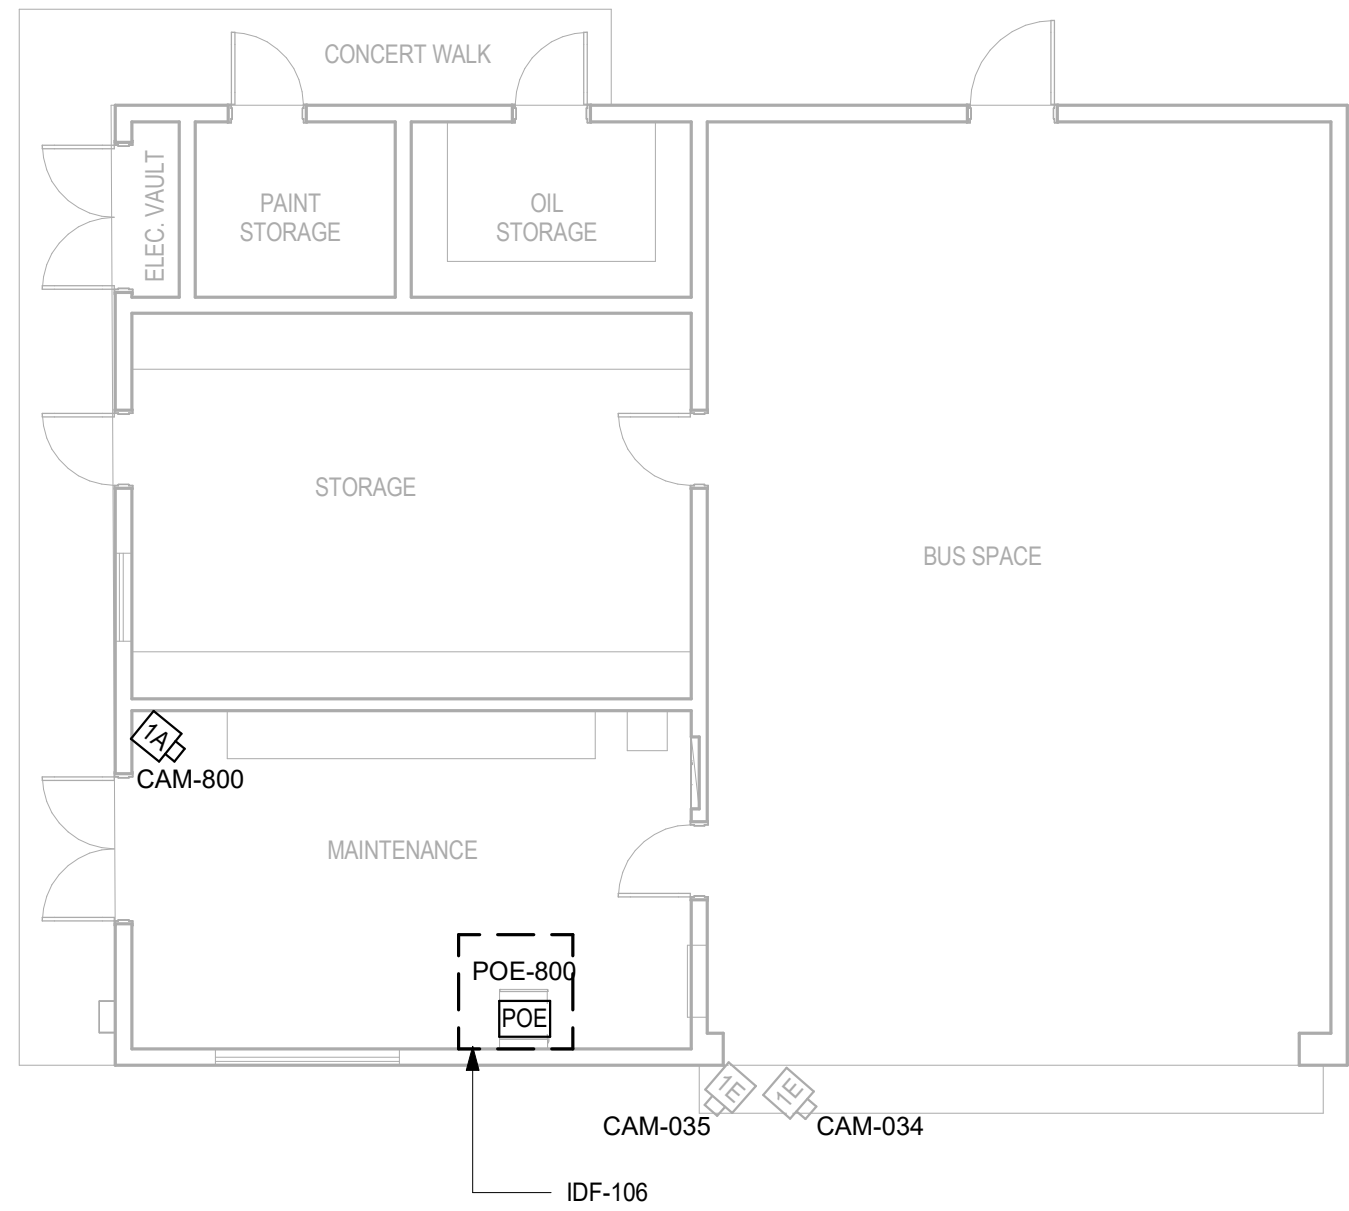 CONCERT WALK
ELEC. VAULT
PAINT
STORAGE
OIL
STORAGE
STORAGE
BUS SPACE
1A
CAM-800
MAINTENANCE
POE-800
POE
1E
1E
CAM-035
CAM-034
IDF-106